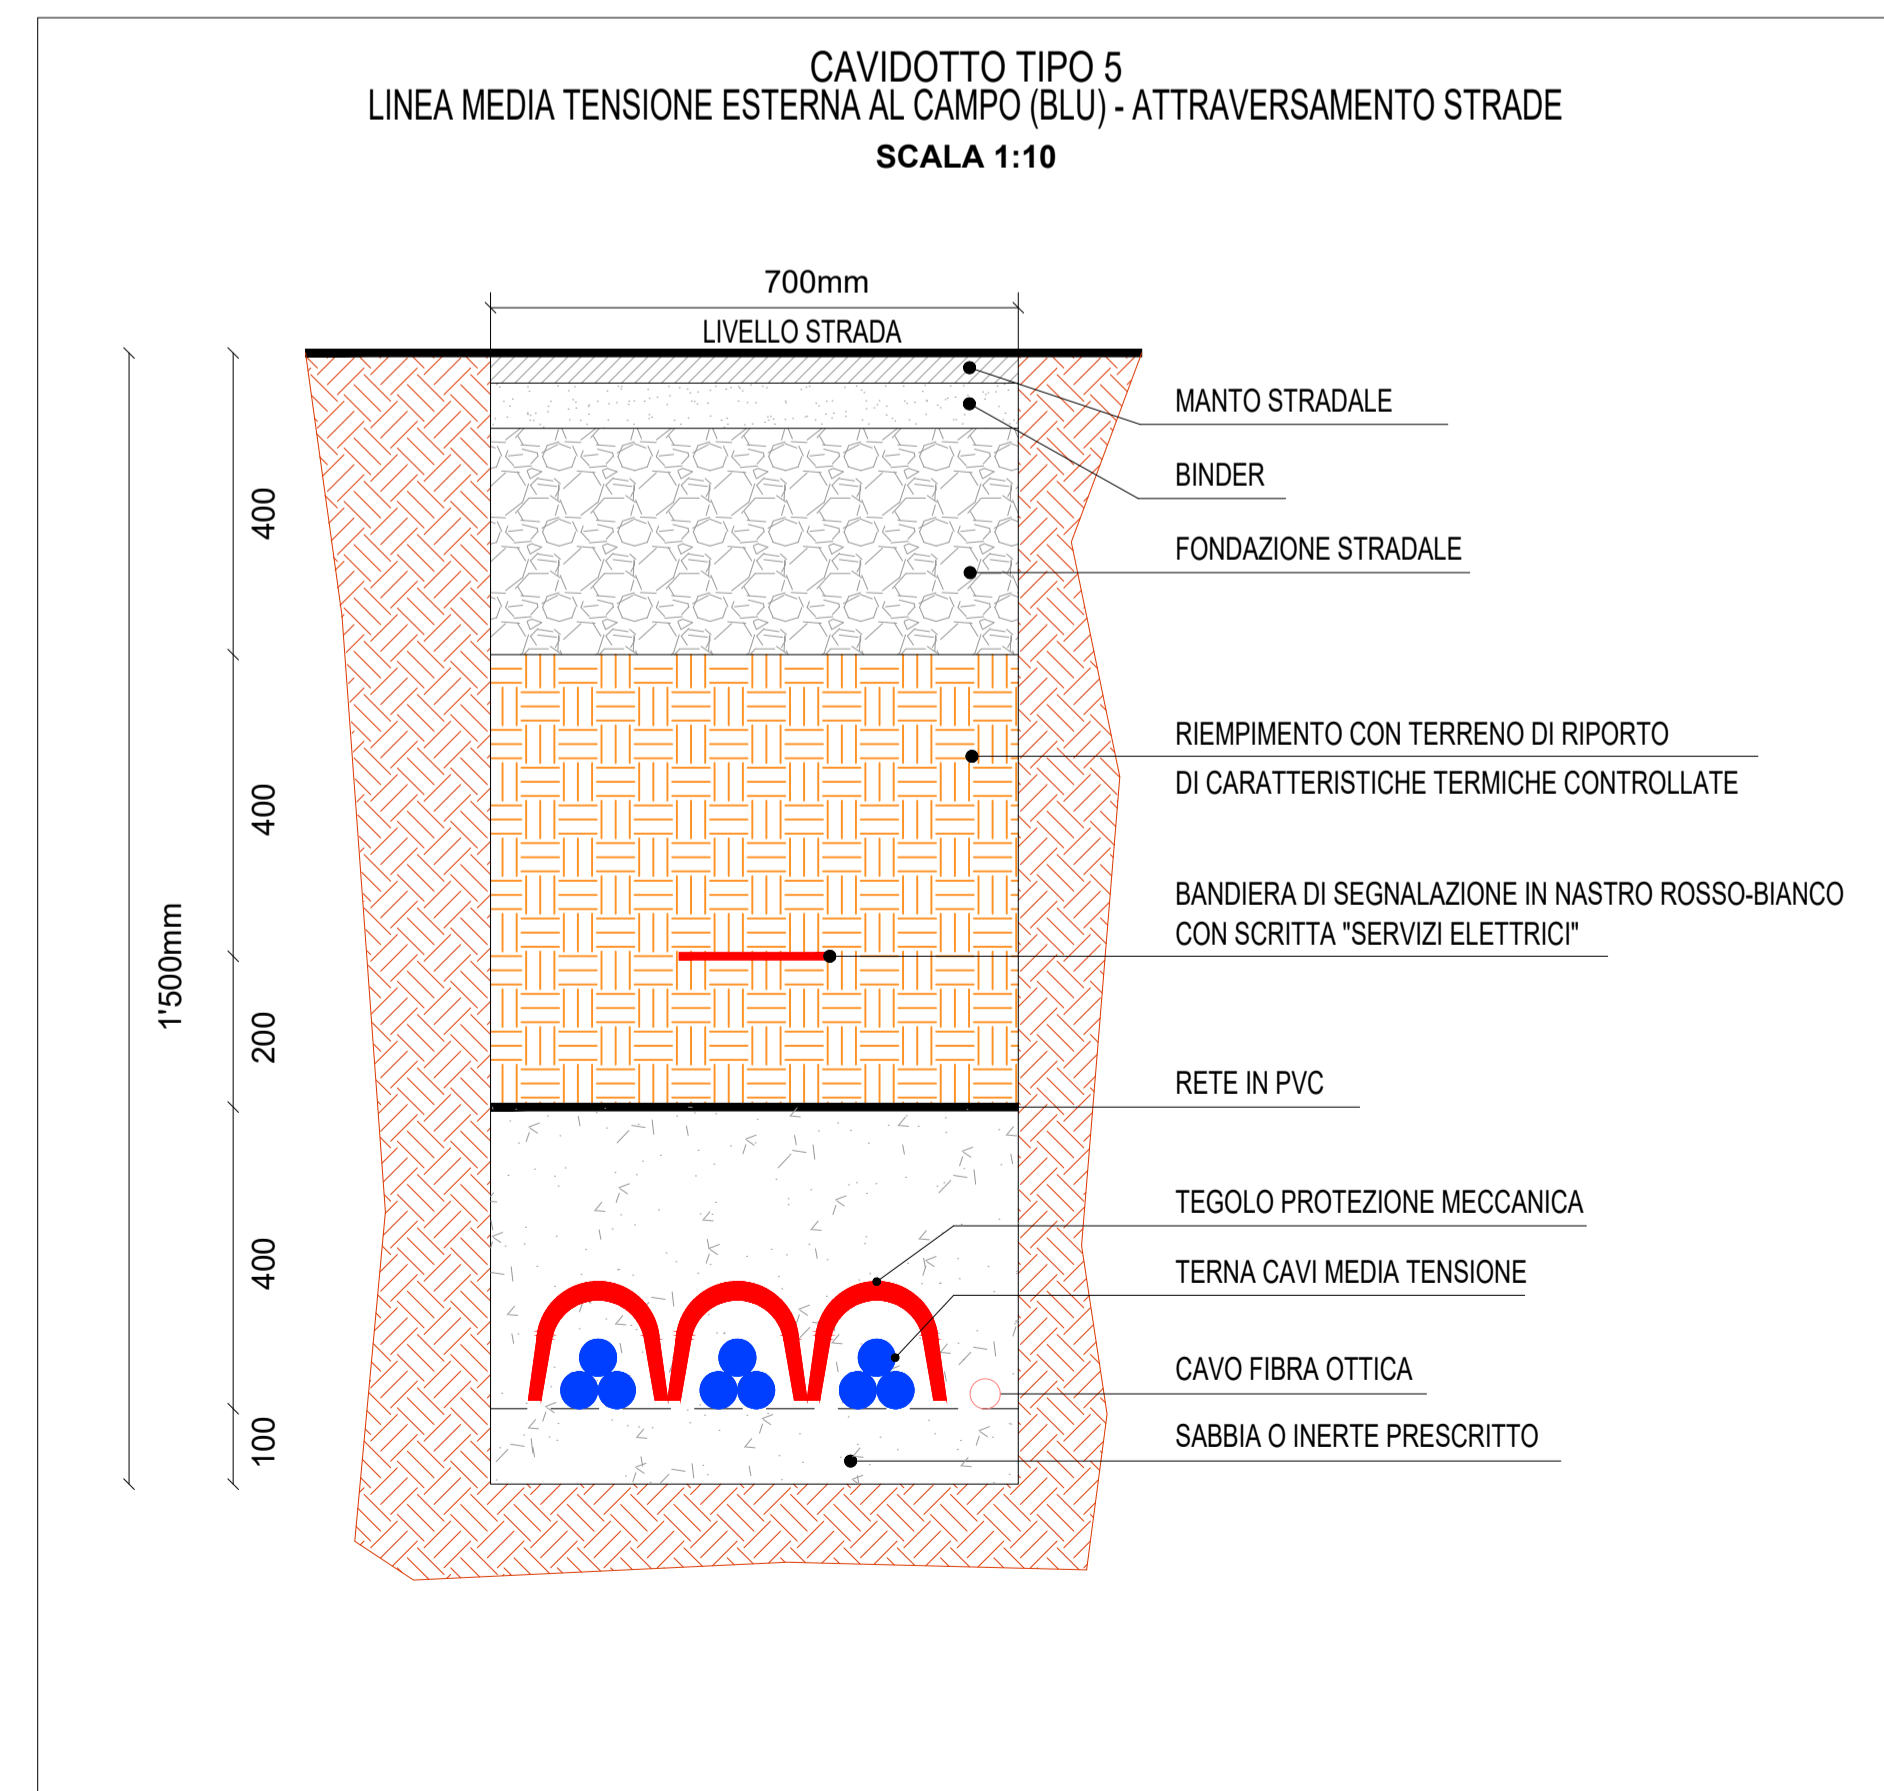 CAVIDOTTO TIPO 5
LINEA MEDIA TENSIONE ESTERNA AL CAMPO (BLU) - ATTRAVERSAMENTO STRADE
SCALA 1:10
700mm
LIVELLO STRADA
MANTO STRADALE
BINDER
400
FONDAZIONE STRADALE
RIEMPIMENTO CON TERRENO DI RIPORTO
DI CARATTERISTICHE TERMICHE CONTROLLATE
400
BANDIERA DI SEGNALAZIONE IN NASTRO ROSSO-BIANCO
CON SCRITTA "SERVIZI ELETTRICI"
1'500mm
200
RETE IN PVC
TEGOLO PROTEZIONE MECCANICA
400
TERNA CAVI MEDIA TENSIONE
CAVO FIBRA OTTICA
100
SABBIA O INERTE PRESCRITTO